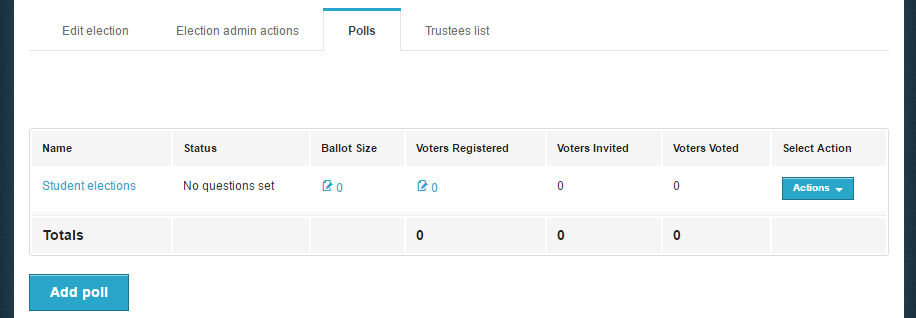 Edit election Election admin actions Polls Trustees list
Name Status Ballot Size Voters Registered Voters Invited Voters Voted Select Action
Student elections No questions set 0 0 0 0 Actions
Totals 0 0 0
Add poll